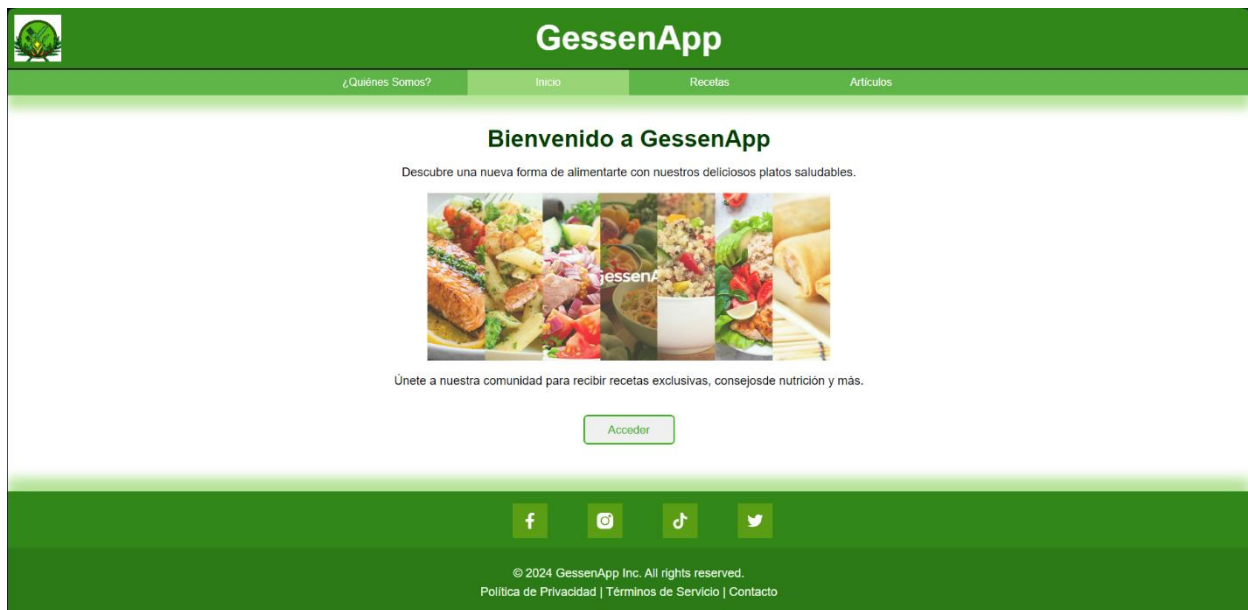 GessenApp
¿Quiénes Somos? Inicio Recetas Artículos
Bienvenido a GessenApp
Descubre una nueva forma de alimentarte con nuestros deliciosos platos saludables.
Únete a nuestra comunidad para recibir recetas exclusivas, consejosde nutrición y más.
Acceder
© 2024 GessenApp Inc. All rights reserved.
Política de Privacidad | Términos de Servicio | Contacto